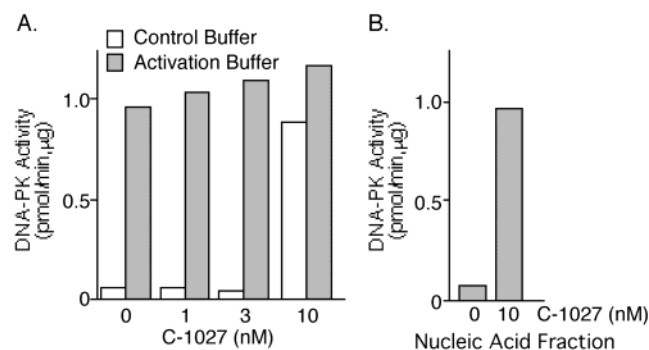 A.
Control Buffer
Activation Buffer
DNA-PK Activity
(pmol/min,µg)
1.0
0.5
0
0 1 3 10
C-1027 (nM)
B.
DNA-PK Activity
(pmol/min,µg)
1.0
0.5
0
0 10 C-1027 (nM)
Nucleic Acid Fraction